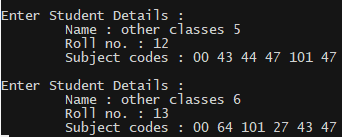 Enter Student Details :
Name : other classes 5
Roll no. : 12
Subject codes : 00 43 44 47 101 47
Enter Student Details :
Name : other classes 6
Roll no. : 13
Subject codes : 00 64 101 27 43 47